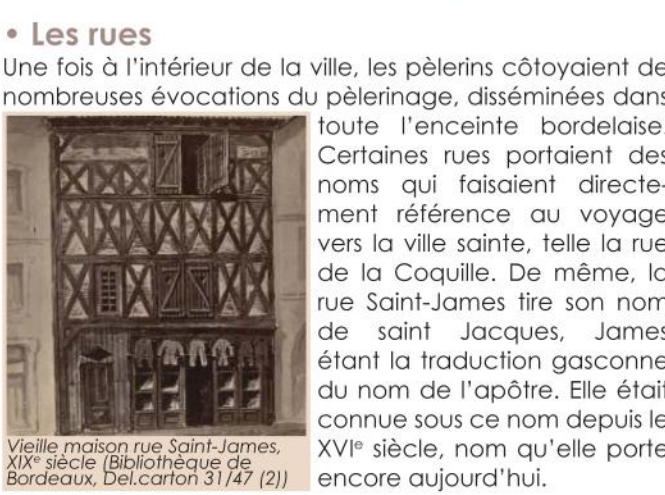 • Les rues
Une fois à l'intérieur de la ville, les pèlerins côtoyaient de
nombreuses évocations du pèlerinage, disséminées dans
toute l'enceinte bordelaise.
Certaines rues portaient des
noms qui faisaient directe-
ment référence au voyage
vers la ville sainte, telle la rue
de la Coquille. De même, la
rue Saint-James tire son nom
de saint Jacques, James
étant la traduction gasconne
du nom de l'apôtre. Elle était
connue sous ce nom depuis le
XVIe siècle, nom qu'elle porte
encore aujourd'hui.
Vieille maison rue Saint-James,
XIXe siècle (Bibliothèque de
Bordeaux, Del.carton 31/47 (2))